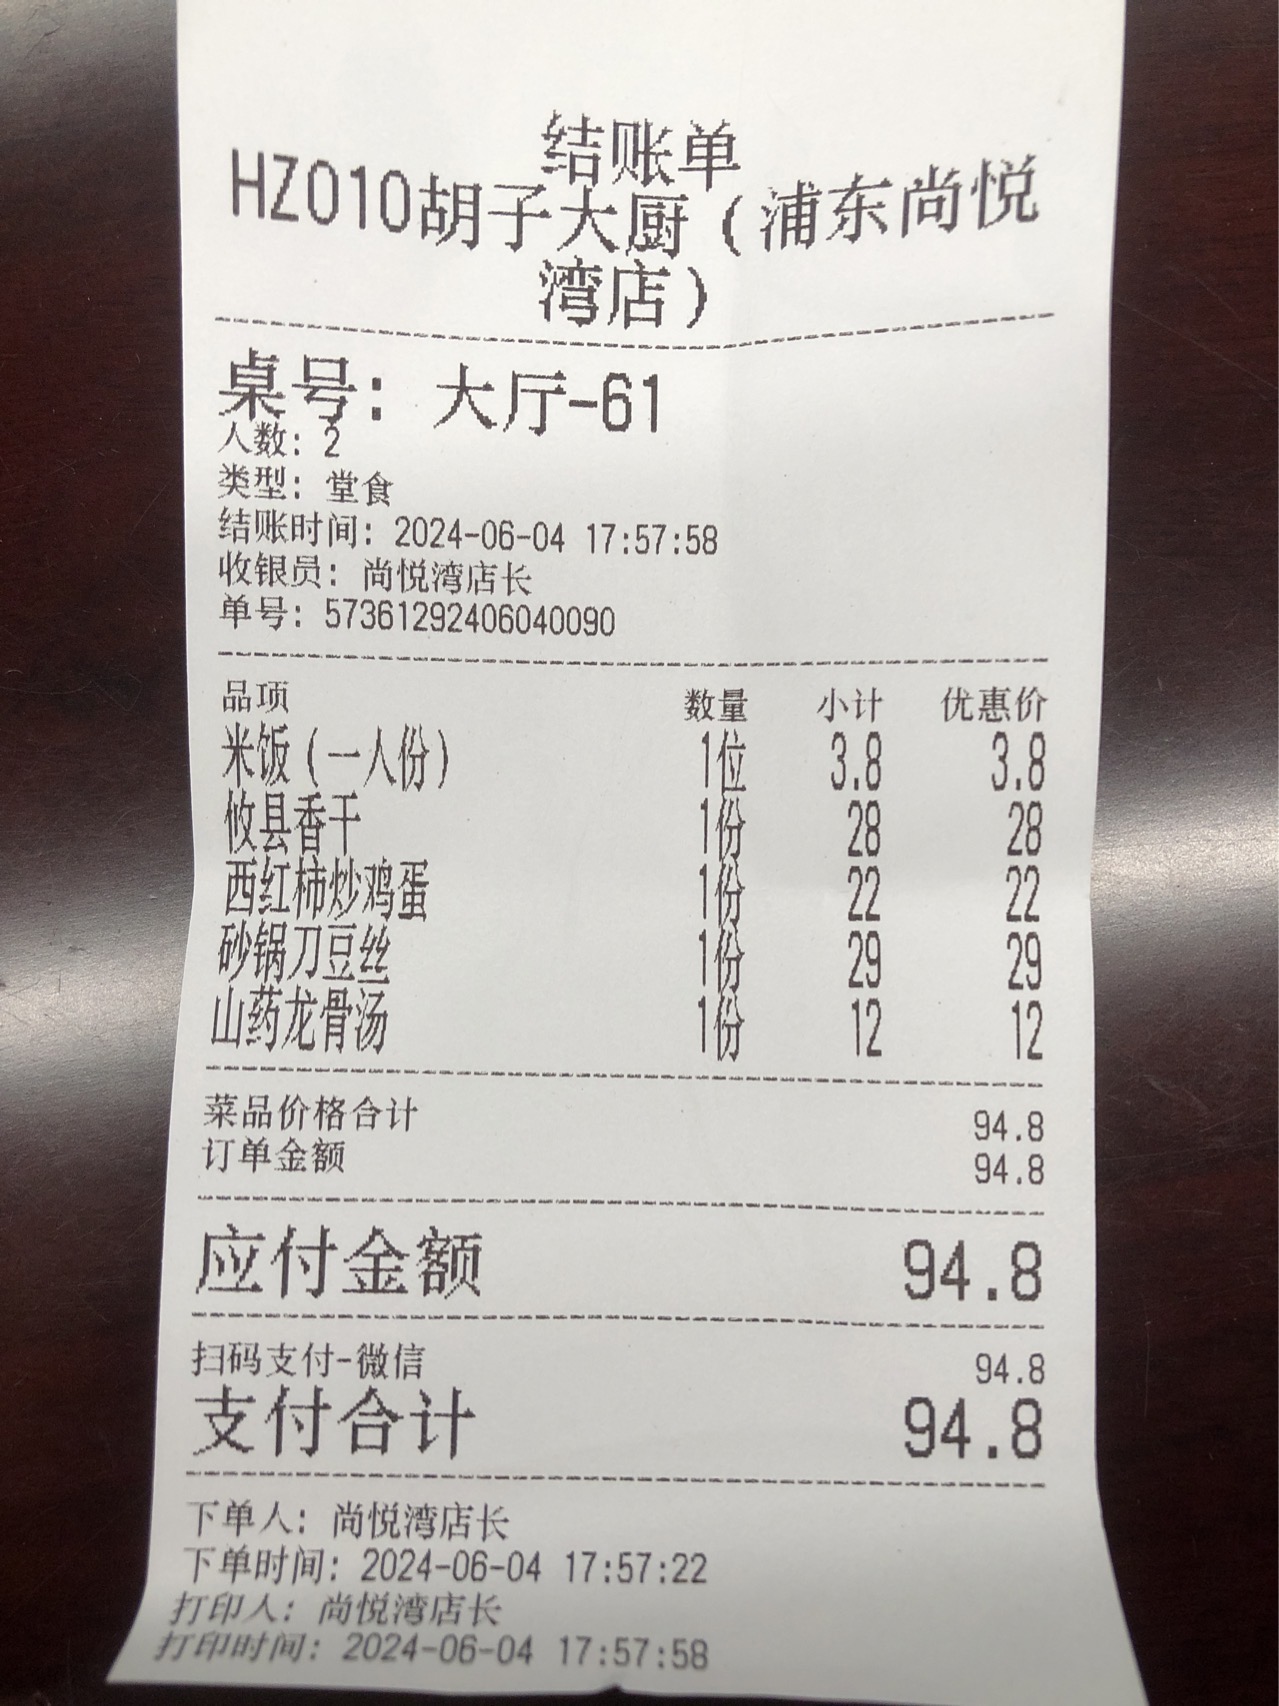 结账单
HZ010胡子大厨(浦东尚悦
湾店)
桌号: 大厅-61
人数: 2
类型: 堂食
结账时间: 2024-06-04 17:57:58
收银员: 尚悦湾店长
单号: 57361292406040090
品项 数量 小计 优惠价
米饭(一人份) 1位 3.8 3.8
攸县香干 1份 28 28
西红柿炒鸡蛋 1份 22 22
砂锅刀豆丝 1份 29 29
山药龙骨汤 1份 12 12
菜品价格合计 94.8
订单金额 94.8
应付金额 94.8
扫码支付-微信 94.8
支付合计 94.8
下单人: 尚悦湾店长
下单时间: 2024-06-04 17:57:22
打印人: 尚悦湾店长
打印时间: 2024-06-04 17:57:58